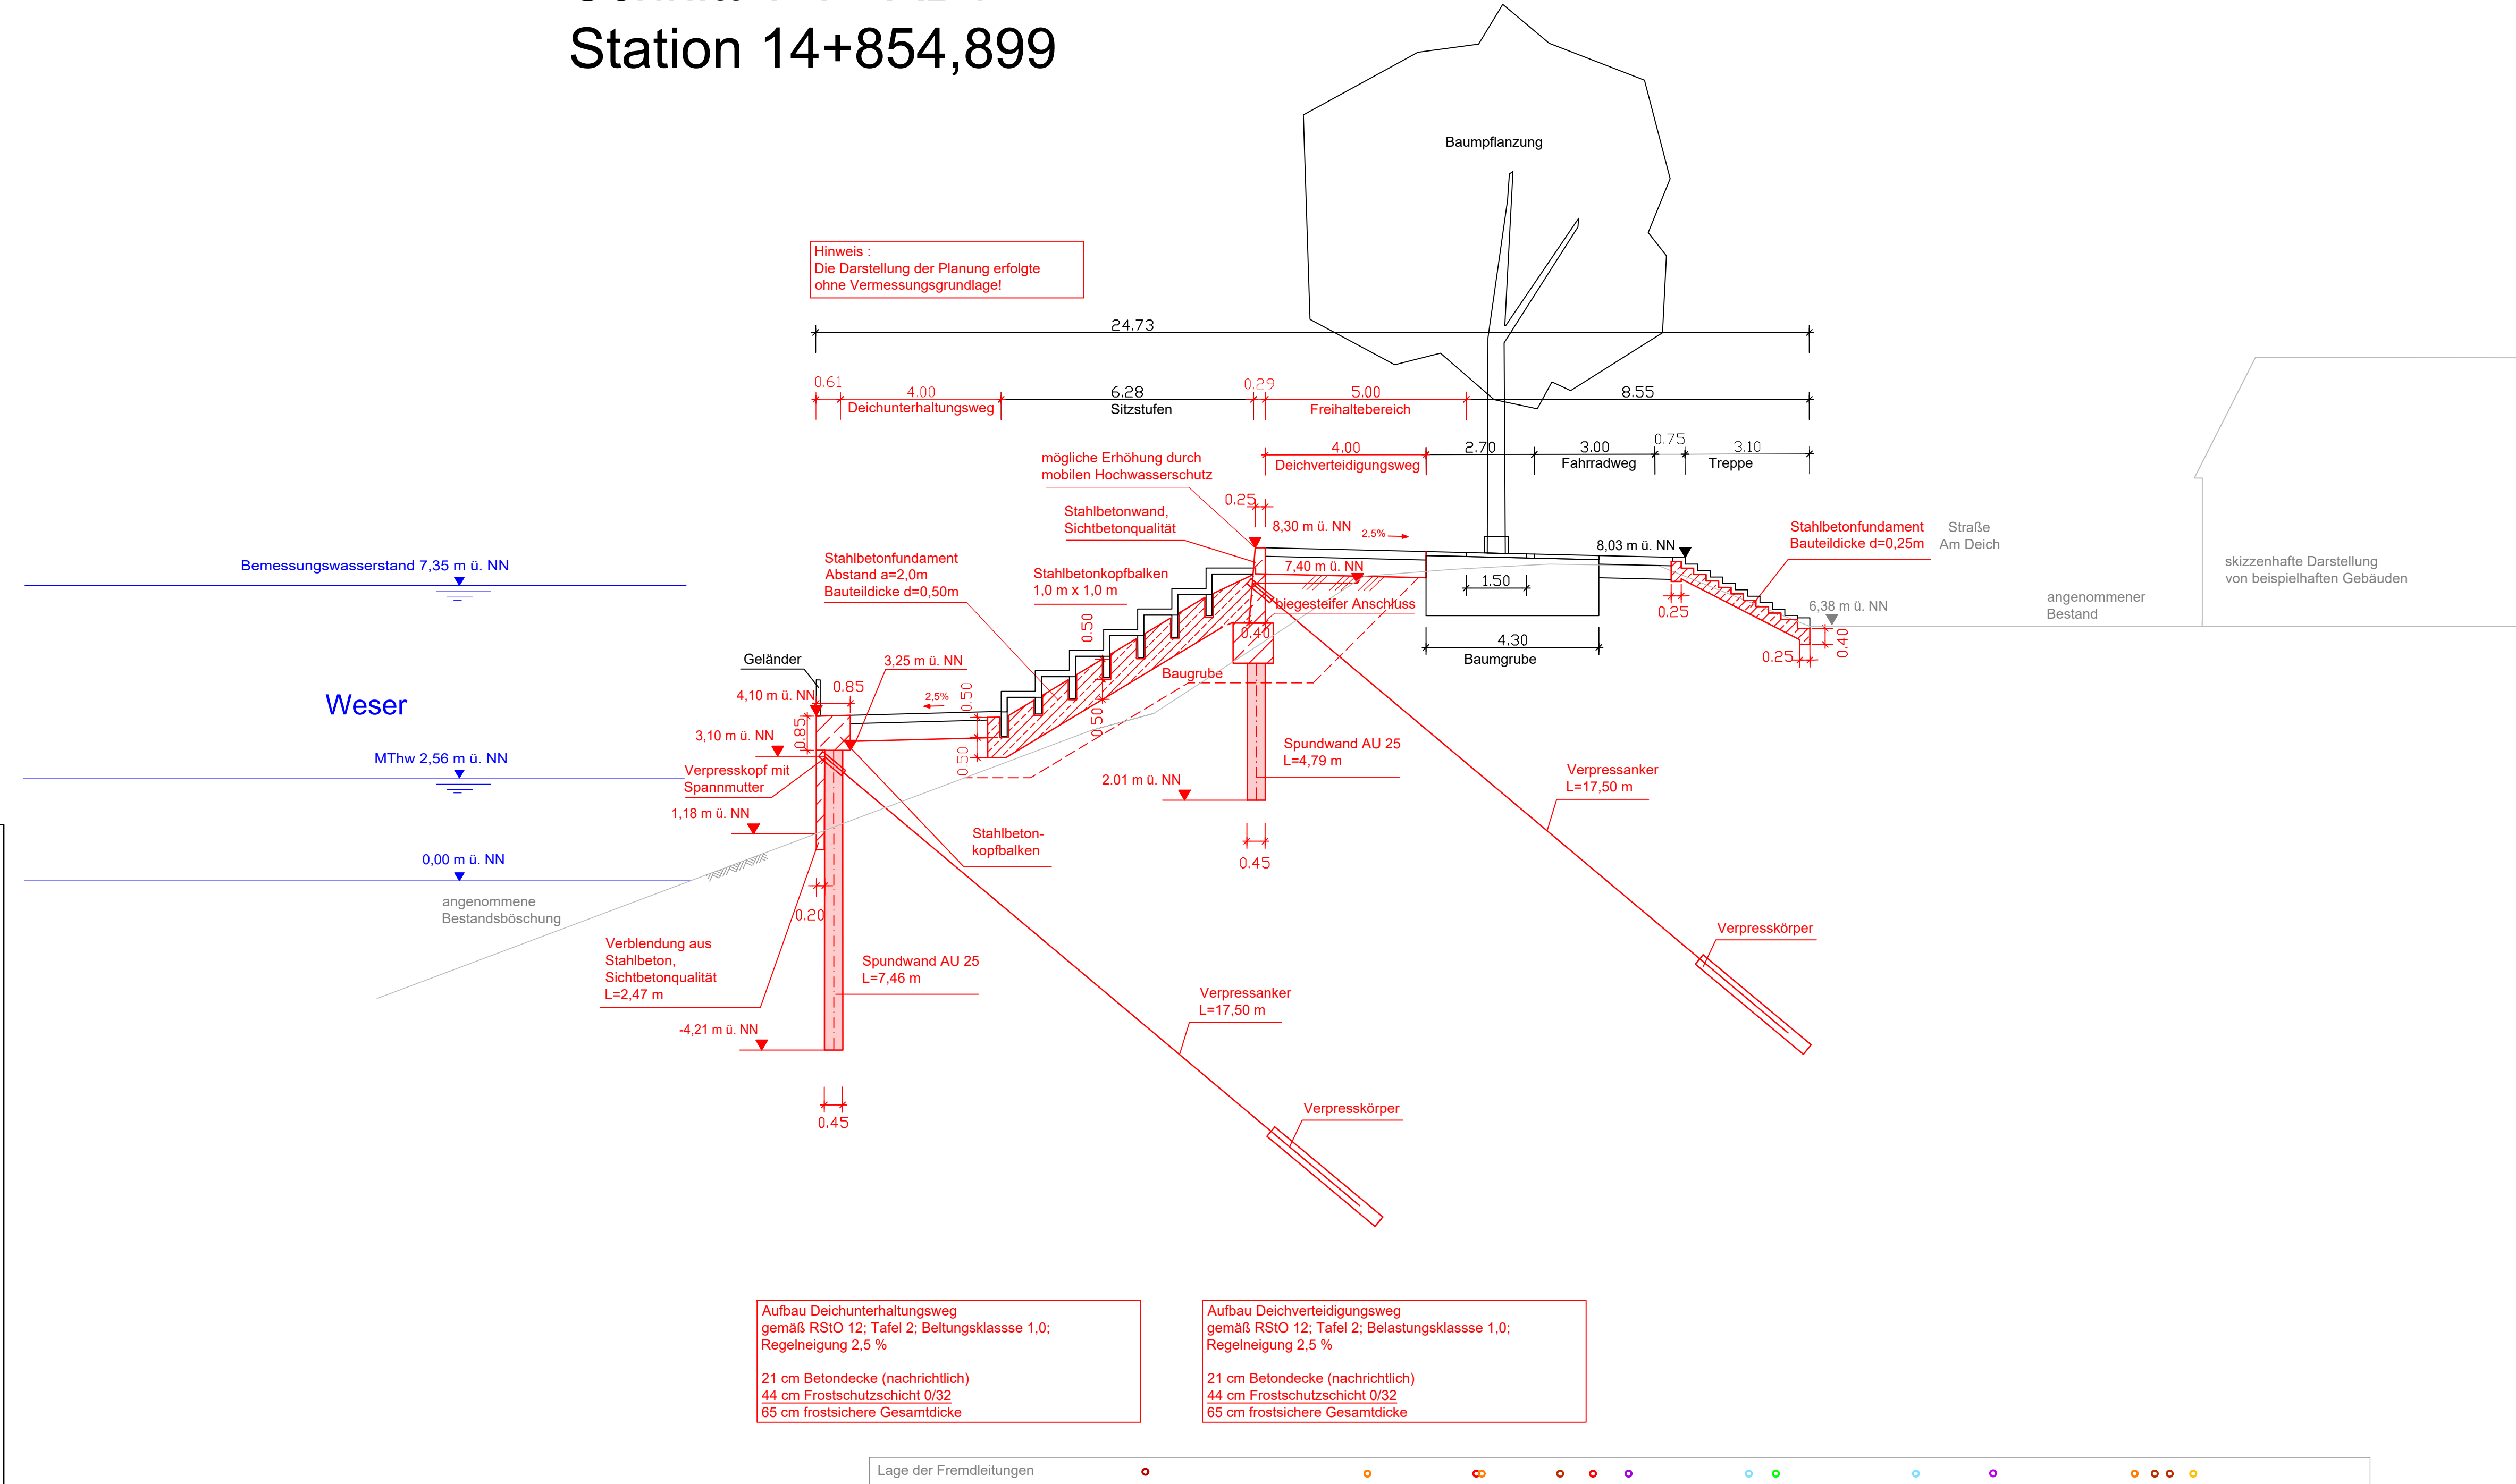 Station 14+854,899
Baumpflanzung
Hinweis :
Die Darstellung der Planung erfolgte
ohne Vermessungsgrundlage!
24.73
0.61
4.00
Deichunterhaltungsweg
6.28
Sitzstufen
0.29
5.00
Freihaltebereich
8.55
4.00
Deichverteidigungsweg
2.70
3.00
Fahrradweg
0.75
3.10
Treppe
mögliche Erhöhung durch
mobilen Hochwasserschutz
0.25
Stahlbetonwand,
Sichtbetonqualität
8,30 m ü. NN
2,5%
8,03 m ü. NN
Stahlbetonfundament
Bauteildicke d=0,25m
Straße
Am Deich
skizzenhafte Darstellung
von beispielhaften Gebäuden
Bemessungswasserstand 7,35 m ü. NN
Stahlbetonfundament
Abstand a=2,0m
Bauteildicke d=0,50m
Stahlbetonkopfbalken
1,0 m x 1,0 m
7,40 m ü. NN
1.50
biegesteifer Anschluss
0.25
6,38 m ü. NN
angenommener
Bestand
0.50
0.40
4.30
Baumgrube
0.25
0.40
Geländer
3,25 m ü. NN
Baugrube
Weser
4,10 m ü. NN
0.85
2,5%
0.50
0.50
0.85
3,10 m ü. NN
0.50
MThw 2,56 m ü. NN
Verpresskopf mit
Spannmutter
2.01 m ü. NN
Spundwand AU 25
L=4,79 m
Verpressanker
L=17,50 m
1,18 m ü. NN
Stahlbeton-
kopfbalken
0.45
0,00 m ü. NN
angenommene
Bestandsböschung
0.20
Verblendung aus
Stahlbeton,
Sichtbetonqualität
L=2,47 m
Spundwand AU 25
L=7,46 m
Verpresskörper
Verpressanker
L=17,50 m
-4,21 m ü. NN
0.45
Verpresskörper
Aufbau Deichunterhaltungsweg
gemäß RStO 12; Tafel 2; Beltungsklassse 1,0;
Regelneigung 2,5 %
21 cm Betondecke (nachrichtlich)
44 cm Frostschutzschicht 0/32
65 cm frostsichere Gesamtdicke
Aufbau Deichverteidigungsweg
gemäß RStO 12; Tafel 2; Belastungsklassse 1,0;
Regelneigung 2,5 %
21 cm Betondecke (nachrichtlich)
44 cm Frostschutzschicht 0/32
65 cm frostsichere Gesamtdicke
Lage der Fremdleitungen